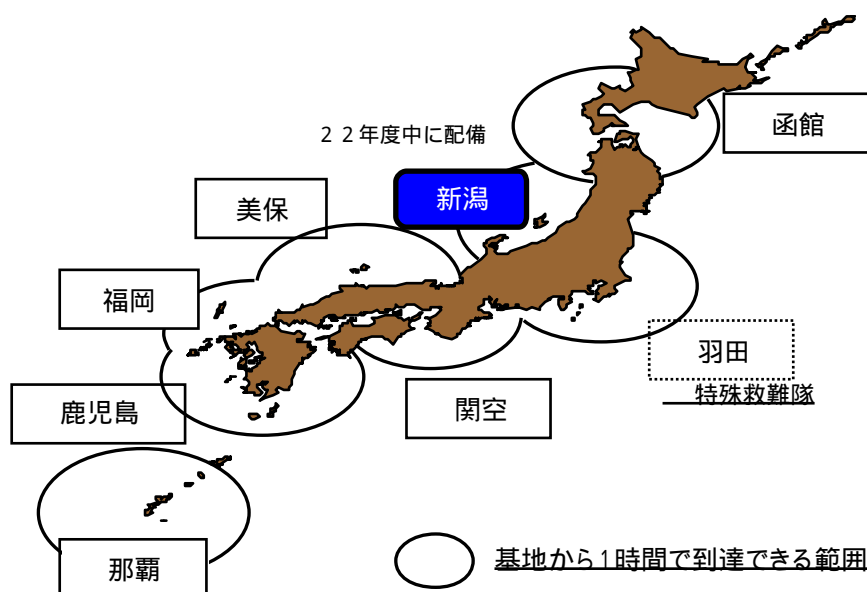 函館
２２年度中に配備
新潟
美保
福岡
羽田
特殊救難隊
関空
鹿児島
那覇
基地から１時間で到達できる範囲